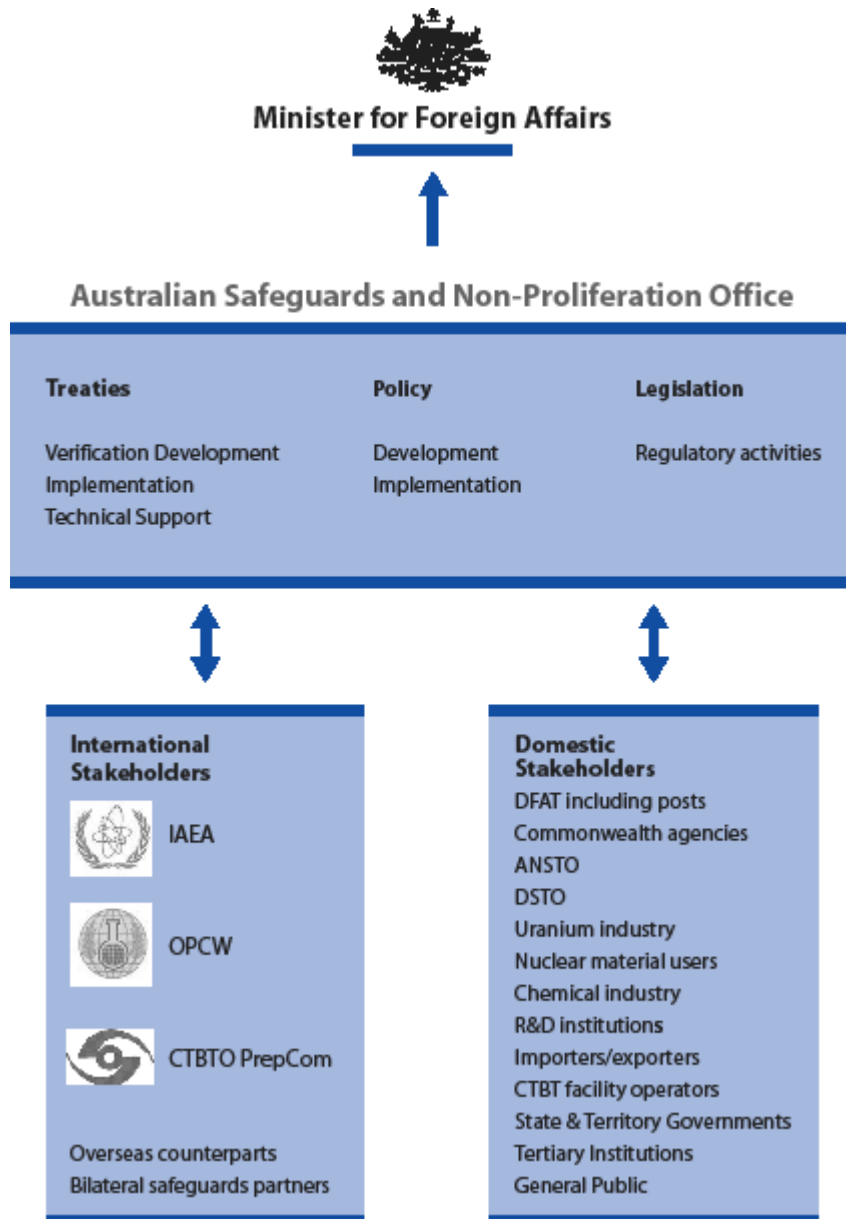 Minister for Foreign Affairs
Australian Safeguards and Non-Proliferation Office
Treaties
Verification Development
Implementation
Technical Support
Policy
Development
Implementation
Legislation
Regulatory activities
International
Stakeholders
IAEA
OPCW
CTBTO PrepCom
Overseas counterparts
Bilateral safeguards partners
Domestic
Stakeholders
DFAT including posts
Commonwealth agencies
ANSTO
DSTO
Uranium industry
Nuclear material users
Chemical industry
R&D institutions
Importers/exporters
CTBT facility operators
State & Territory Governments
Tertiary Institutions
General Public